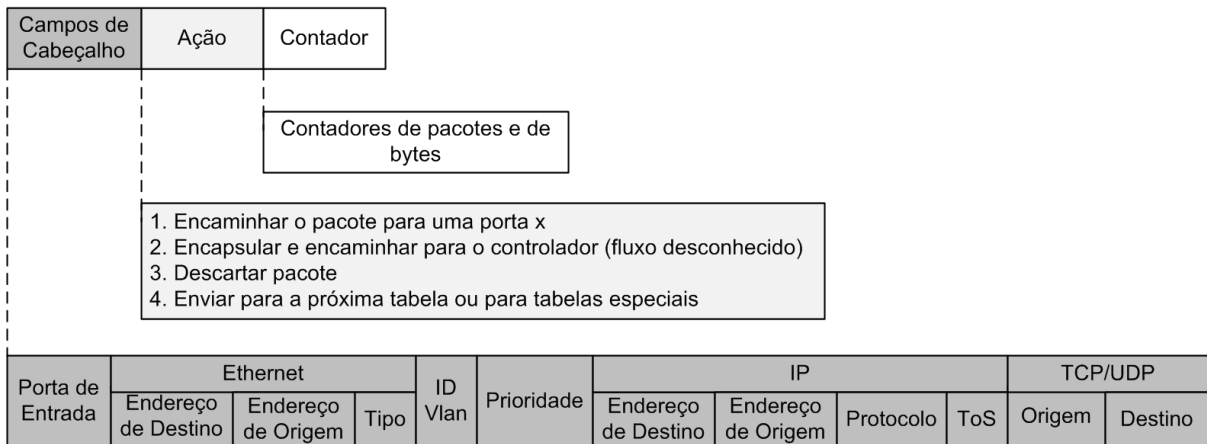 Campos de
Cabeçalho
Ação
Contador
Contadores de pacotes e de
bytes
1. Encaminhar o pacote para uma porta x
2. Encapsular e encaminhar para o controlador (fluxo desconhecido)
3. Descartar pacote
4. Enviar para a próxima tabela ou para tabelas especiais
Porta de
Entrada
Ethernet
Endereço
de Destino
Endereço
de Origem
Tipo
ID
Vlan
Prioridade
IP
Endereço
de Destino
Endereço
de Origem
Protocolo
ToS
TCP/UDP
Origem
Destino